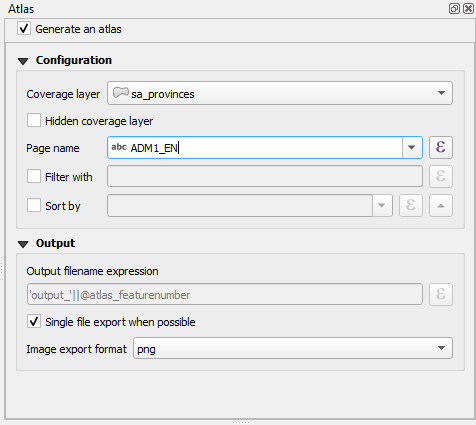 Atlas
Generate an atlas
Configuration
Coverage layer sa_provinces
Hidden coverage layer
Page name abc ADM1_EN ε
Filter with ε
Sort by ε
Output
Output filename expression
'output_'||@atlas_featurenumber ε
Single file export when possible
Image export format png